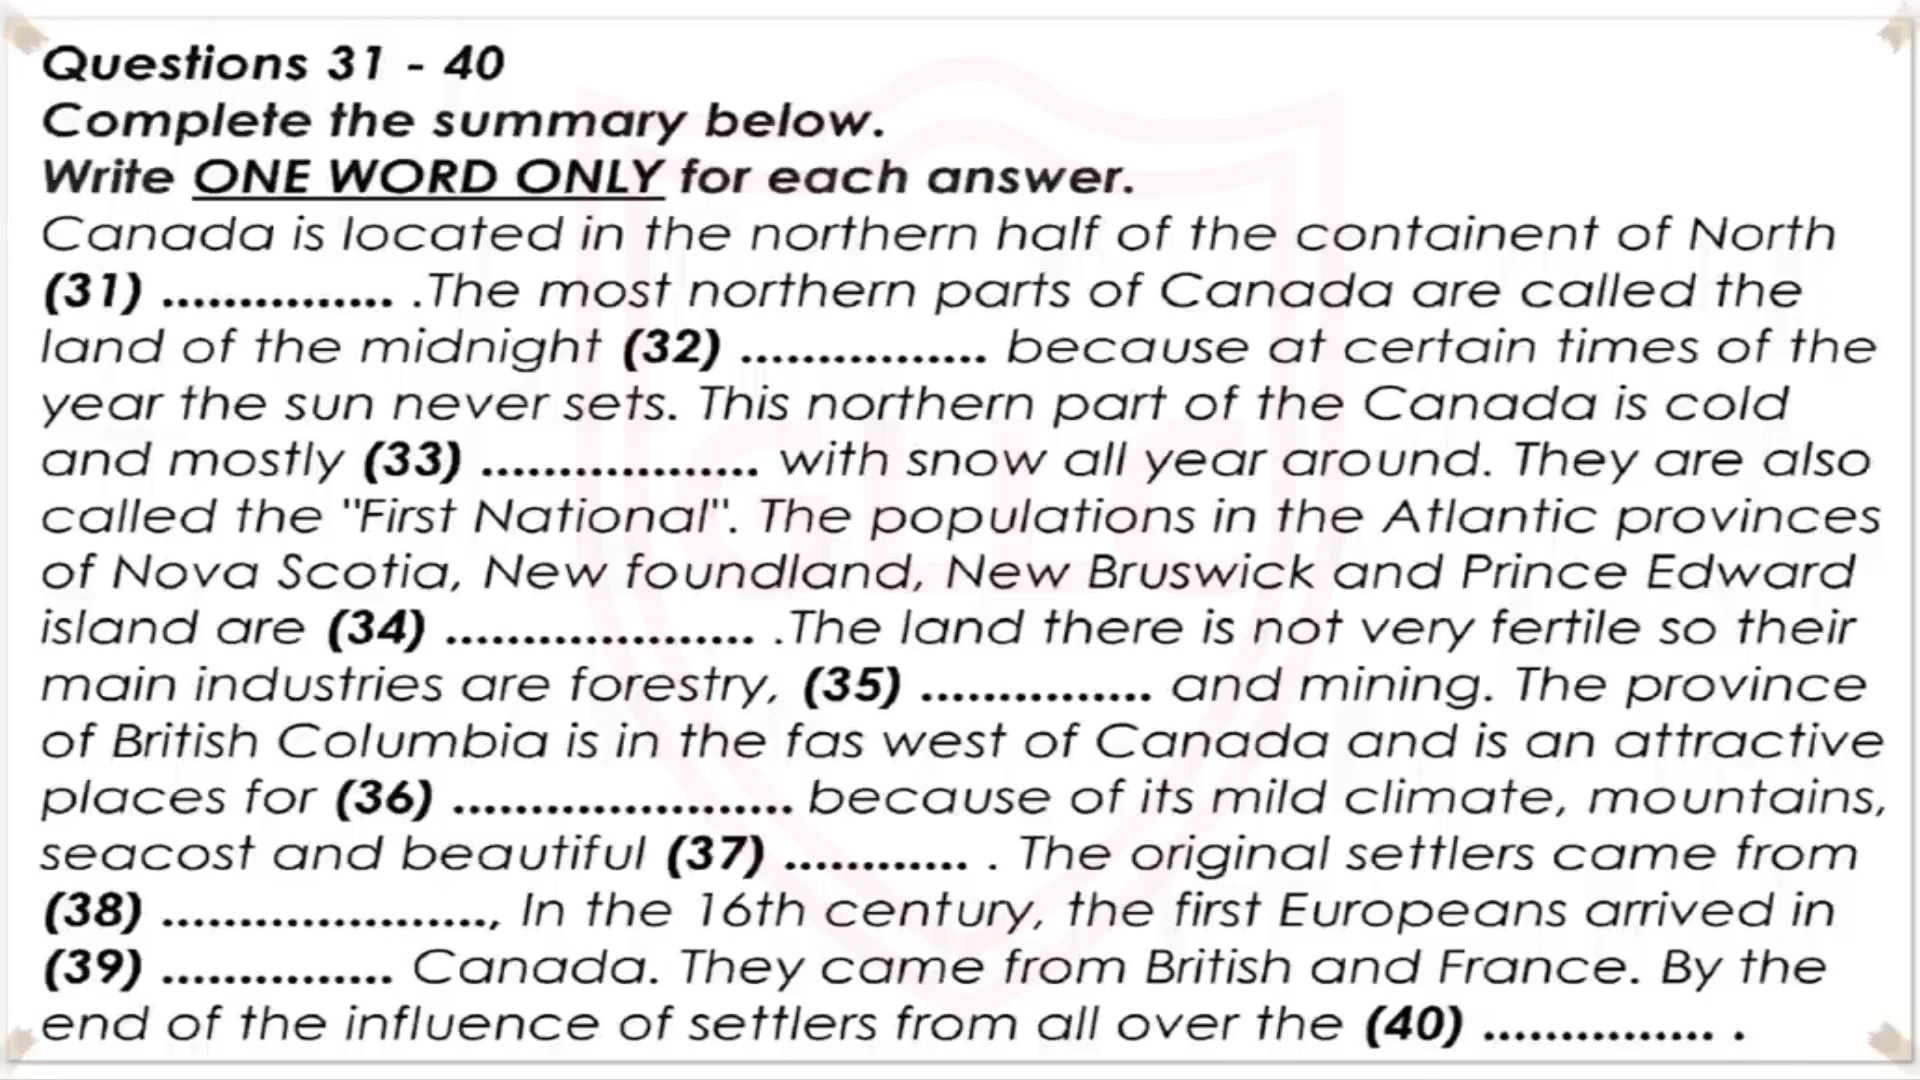 Questions 31 - 40
Complete the summary below.
Write ONE WORD ONLY for each answer.
Canada is located in the northern half of the containent of North
(31) ............... .The most northern parts of Canada are called the
land of the midnight (32) ................ because at certain times of the
year the sun never sets. This northern part of the Canada is cold
and mostly (33) .................. with snow all year around. They are also
called the "First National". The populations in the Atlantic provinces
of Nova Scotia, New foundland, New Bruswick and Prince Edward
island are (34) .................... .The land there is not very fertile so their
main industries are forestry, (35) ............... and mining. The province
of British Columbia is in the fas west of Canada and is an attractive
places for (36) ...................... because of its mild climate, mountains,
seacost and beautiful (37) ............ . The original settlers came from
(38) ....................., In the 16th century, the first Europeans arrived in
(39) ............... Canada. They came from British and France. By the
end of the influence of settlers from all over the (40) ............... .